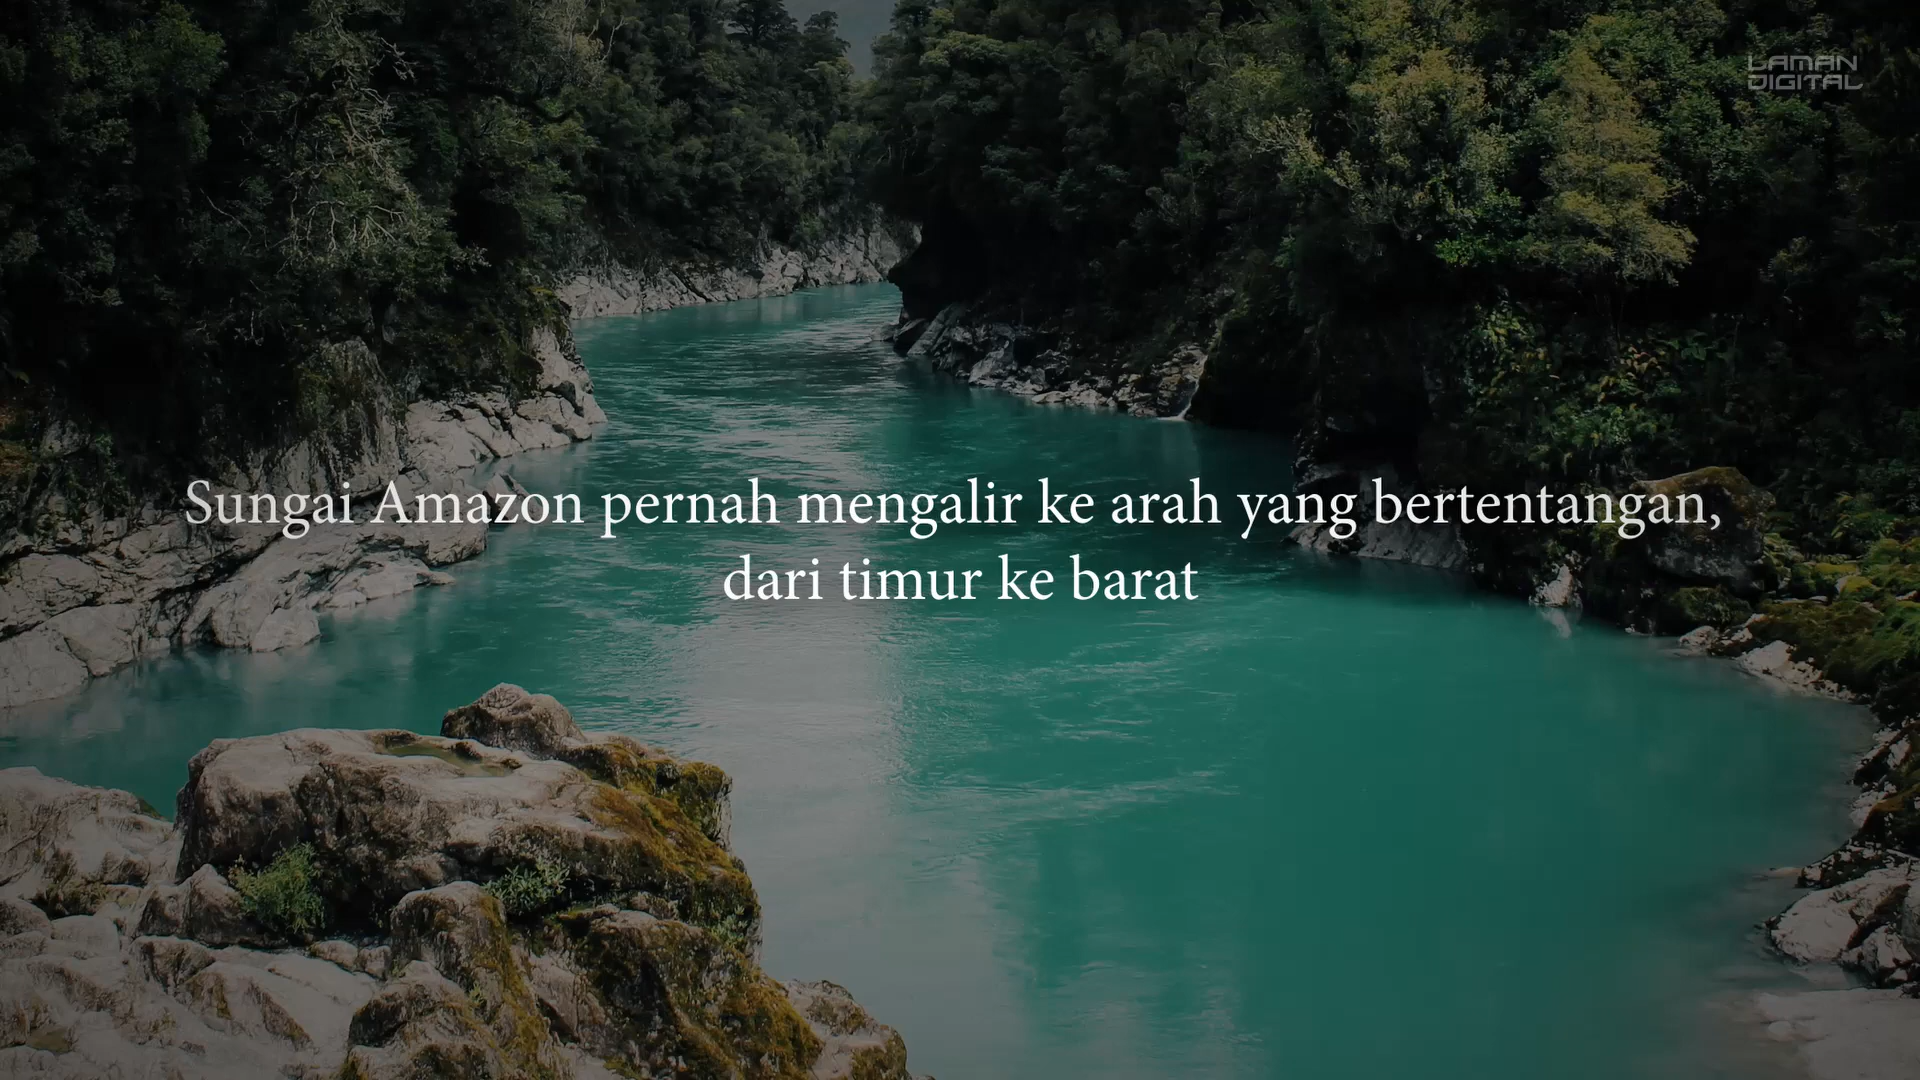 LAMAN
DIGITAL
Sungai Amazon pernah mengalir ke arah yang bertentangan,
dari timur ke barat